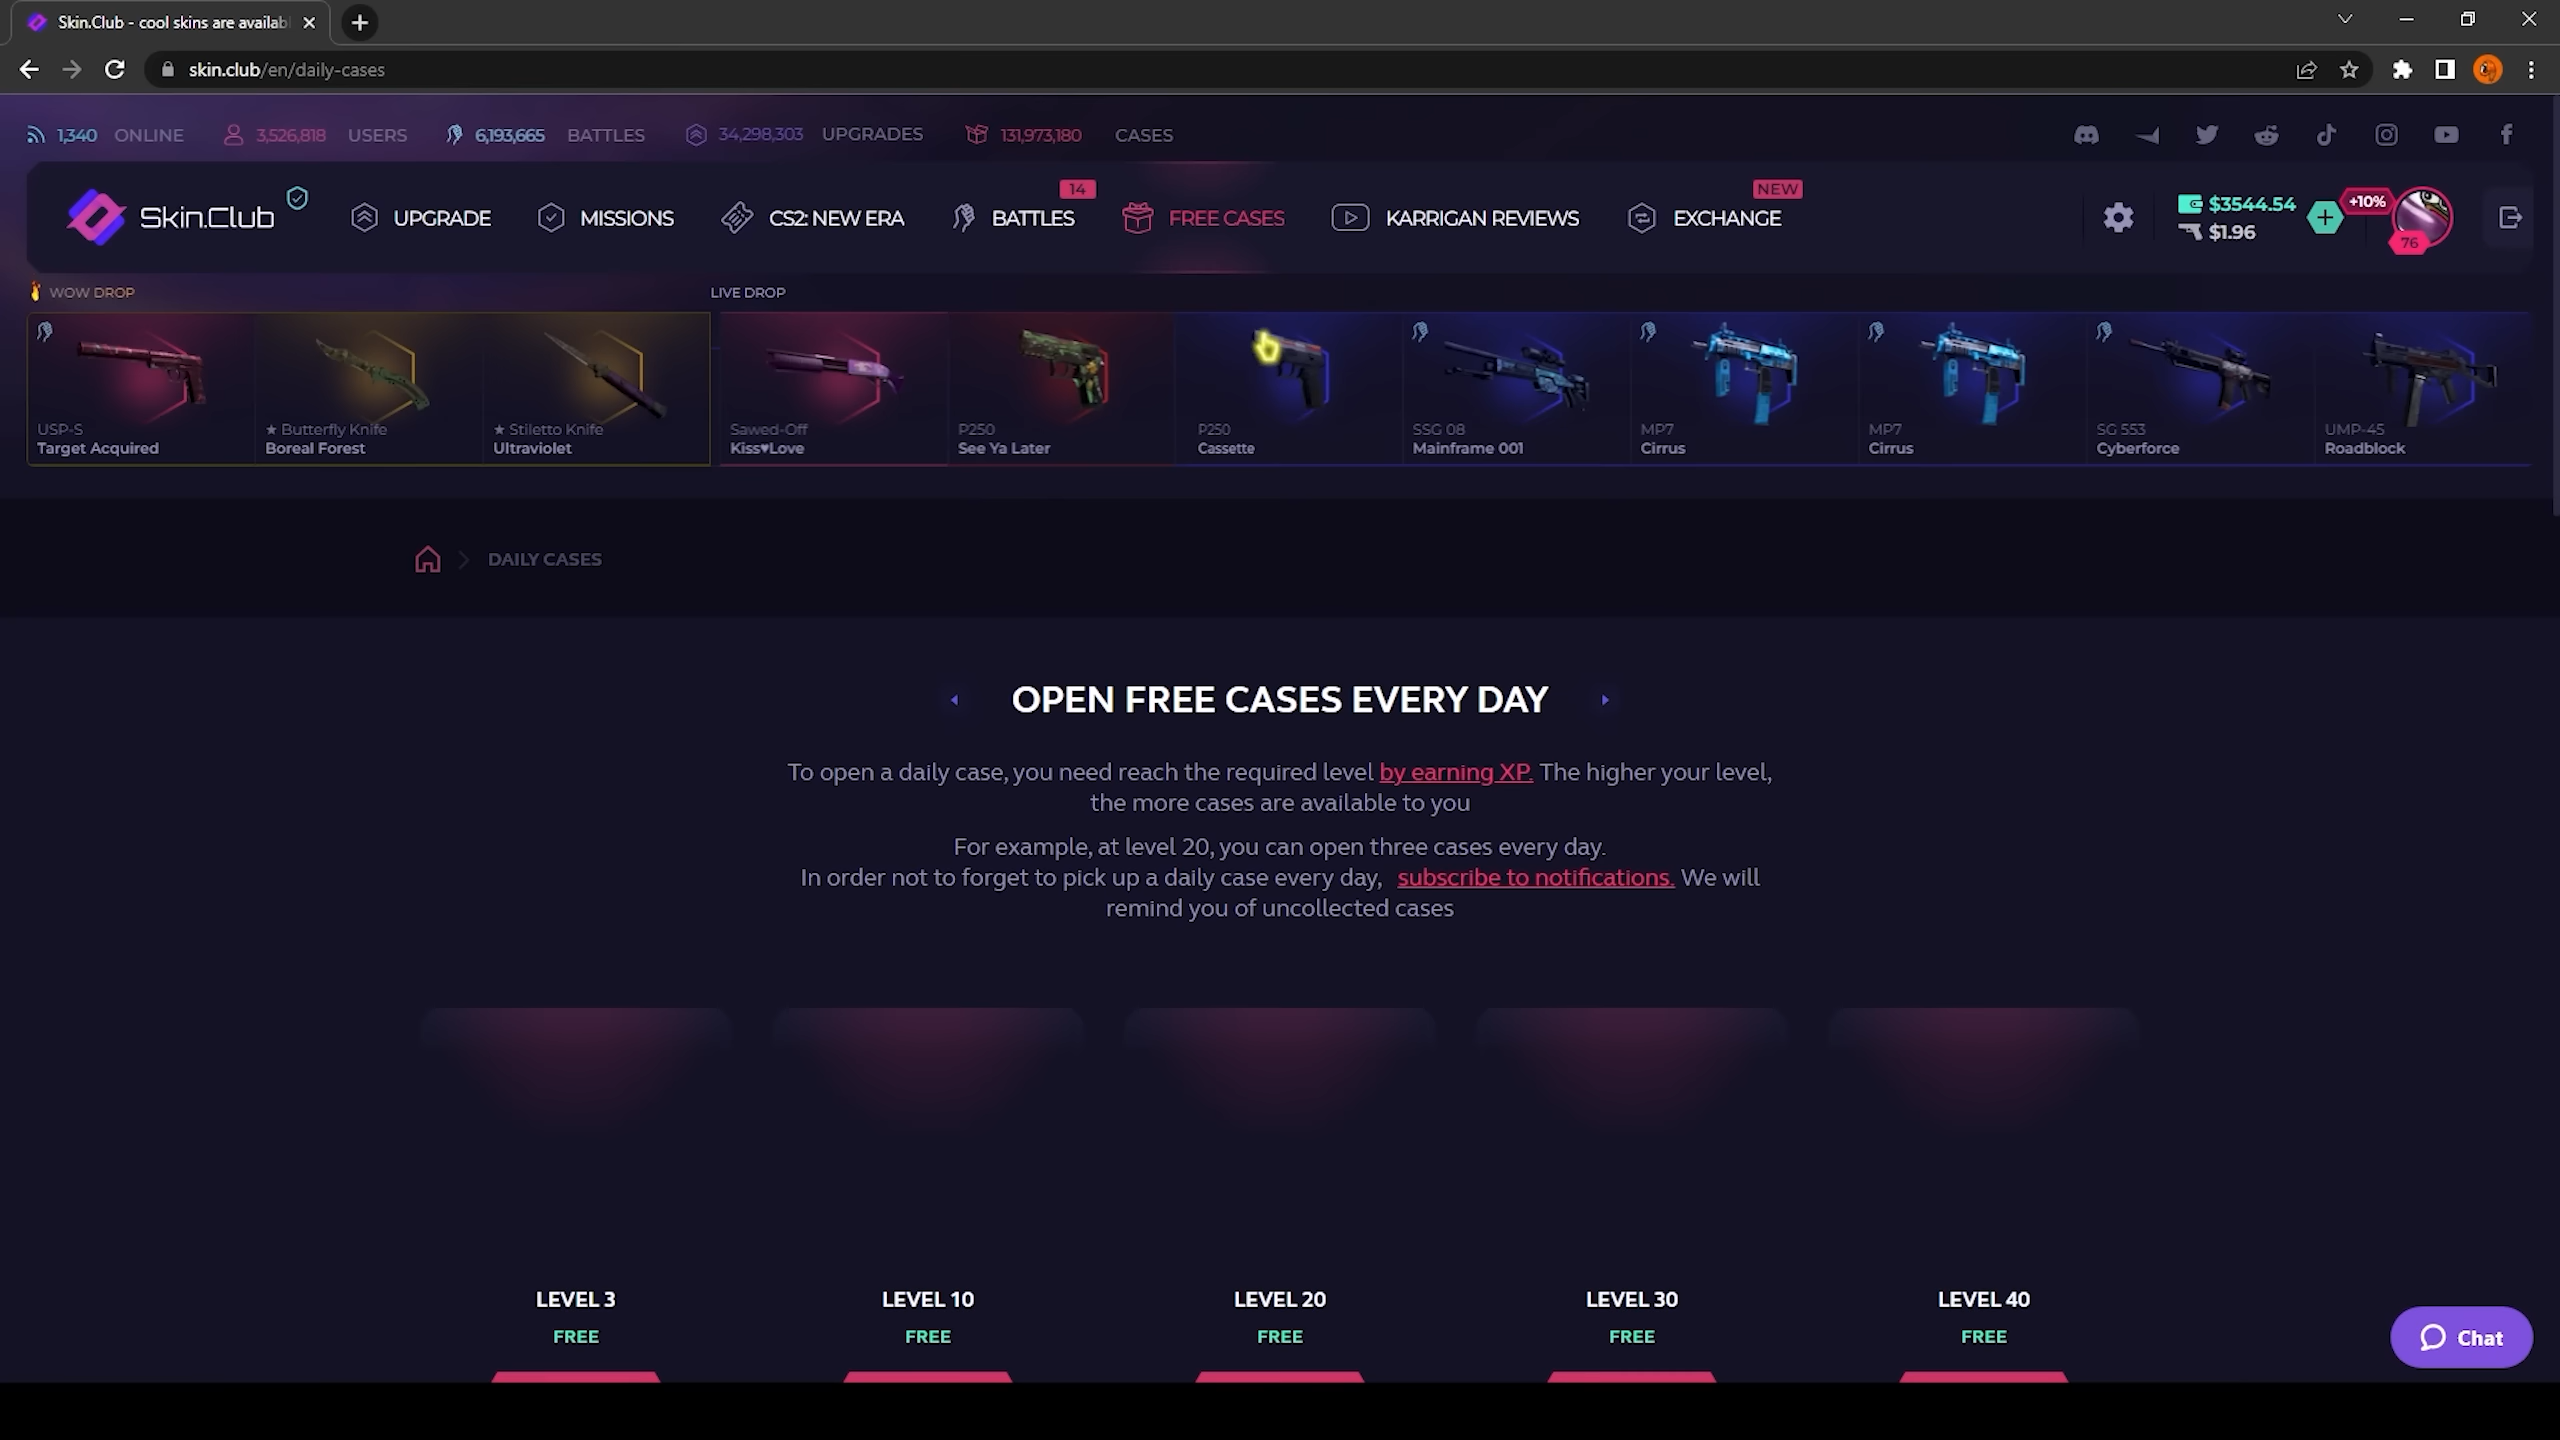 Skin.Club - cool skins are availab
skin.club/en/daily-cases
1,340 ONLINE 3,526,818 USERS 6,193,665 BATTLES 34,298,303 UPGRADES 131,973,180 CASES
Skin.Club UPGRADE MISSIONS CS2: NEW ERA BATTLES 14 FREE CASES KARRIGAN REVIEWS EXCHANGE NEW
$3544.54
$1.96
+10%
76
WOW DROP
LIVE DROP
USP-S
Target Acquired
★ Butterfly Knife
Boreal Forest
★ Stiletto Knife
Ultraviolet
Sawed-Off
Kiss♥Love
P250
See Ya Later
P250
Cassette
SSG 08
Mainframe 001
MP7
Cirrus
MP7
Cirrus
SG 553
Cyberforce
UMP-45
Roadblock
DAILY CASES
OPEN FREE CASES EVERY DAY
To open a daily case, you need reach the required level by earning XP. The higher your level,
the more cases are available to you
For example, at level 20, you can open three cases every day.
In order not to forget to pick up a daily case every day, subscribe to notifications. We will
remind you of uncollected cases
LEVEL 3
FREE
LEVEL 10
FREE
LEVEL 20
FREE
LEVEL 30
FREE
LEVEL 40
FREE
Chat